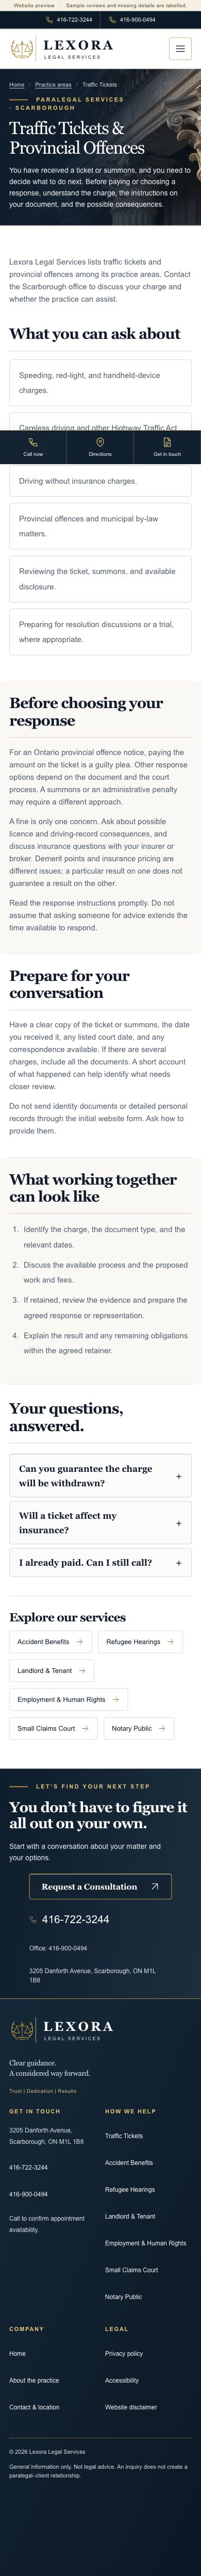 Website preview · Sample reviews and missing details are labelled.
416-722-3244
416-900-0494
LEXORA
LEGAL SERVICES
Home / Practice areas / Traffic Tickets
PARALEGAL SERVICES
· SCARBOROUGH
Traffic Tickets &
Provincial Offences
You have received a ticket or summons, and you need to
decide what to do next. Before paying or choosing a
response, understand the charge, the instructions on
your document, and the possible consequences.
Lexora Legal Services lists traffic tickets and
provincial offences among its practice areas. Contact
the Scarborough office to discuss your charge and
whether the practice can assist.
What you can ask about
Speeding, red-light, and handheld-device
charges.
Careless driving and other Highway Traffic Act
Call now
Directions
Get in touch
Driving without insurance charges.
Provincial offences and municipal by-law
matters.
Reviewing the ticket, summons, and available
disclosure.
Preparing for resolution discussions or a trial,
where appropriate.
Before choosing your
response
For an Ontario provincial offence notice, paying the
amount on the ticket is a guilty plea. Other response
options depend on the document and the court
process. A summons or an administrative penalty
may require a different approach.
A fine is only one concern. Ask about possible
licence and driving-record consequences, and
discuss insurance questions with your insurer or
broker. Demerit points and insurance pricing are
different issues; a particular result on one does not
guarantee a result on the other.
Read the response instructions promptly. Do not
assume that asking someone for advice extends the
time available to respond.
Prepare for your
conversation
Have a clear copy of the ticket or summons, the date
you received it, any listed court date, and any
correspondence available. If there are several
charges, include all the documents. A short account
of what happened can help identify what needs
closer review.
Do not send identity documents or detailed personal
records through the initial website form. Ask how to
provide them.
What working together
can look like
1. Identify the charge, the document type, and the
relevant dates.
2. Discuss the available process and the proposed
work and fees.
3. If retained, review the evidence and prepare the
agreed response or representation.
4. Explain the result and any remaining obligations
within the agreed retainer.
Your questions,
answered.
Can you guarantee the charge
will be withdrawn?
+
Will a ticket affect my
insurance?
+
I already paid. Can I still call?
+
Explore our services
Accident Benefits →
Refugee Hearings →
Landlord & Tenant →
Employment & Human Rights →
Small Claims Court →
Notary Public →
LET'S FIND YOUR NEXT STEP
You don't have to figure it
all out on your own.
Start with a conversation about your matter and
your options.
Request a Consultation
416-722-3244
Office: 416-900-0494
3205 Danforth Avenue, Scarborough, ON M1L
1B8
LEXORA
LEGAL SERVICES
Clear guidance.
A considered way forward.
Trust | Dedication | Results
GET IN TOUCH
3205 Danforth Avenue,
Scarborough, ON M1L 1B8
416-722-3244
416-900-0494
Call to confirm appointment
availability.
HOW WE HELP
Traffic Tickets
Accident Benefits
Refugee Hearings
Landlord & Tenant
Employment & Human Rights
Small Claims Court
Notary Public
COMPANY
Home
About the practice
Contact & location
LEGAL
Privacy policy
Accessibility
Website disclaimer
© 2026 Lexora Legal Services
General information only. Not legal advice. An inquiry does not create a
paralegal–client relationship.